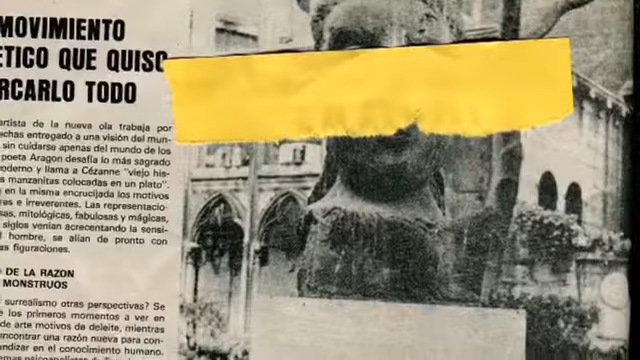 MOVIMIENTO
ETICO QUE QUISO
RCARLO TODO
artista de la nueva ola trabaja por
echas entregado a una visión del mun-
sin cuidarse apenas del mundo de los
poeta Aragon desafía lo más sagrado
oderno y llama a Cézanne "viejo his-
s manzanitas colocadas en un plato".
en la misma encrucijada los motivos
e irreverentes. Las representacio-
sas, mitológicas, fabulosas y mágicas,
siglos venían acrecentando la sensi-
l hombre, se alían de pronto con
as figuraciones.
DE LA RAZON
MONSTRUOS
surrealismo otras perspectivas? Se
e los primeros momentos a ver en
de arte motivos de deleite, mientras
encontrar una razón nueva para con-
undizar en el conocimiento humano.